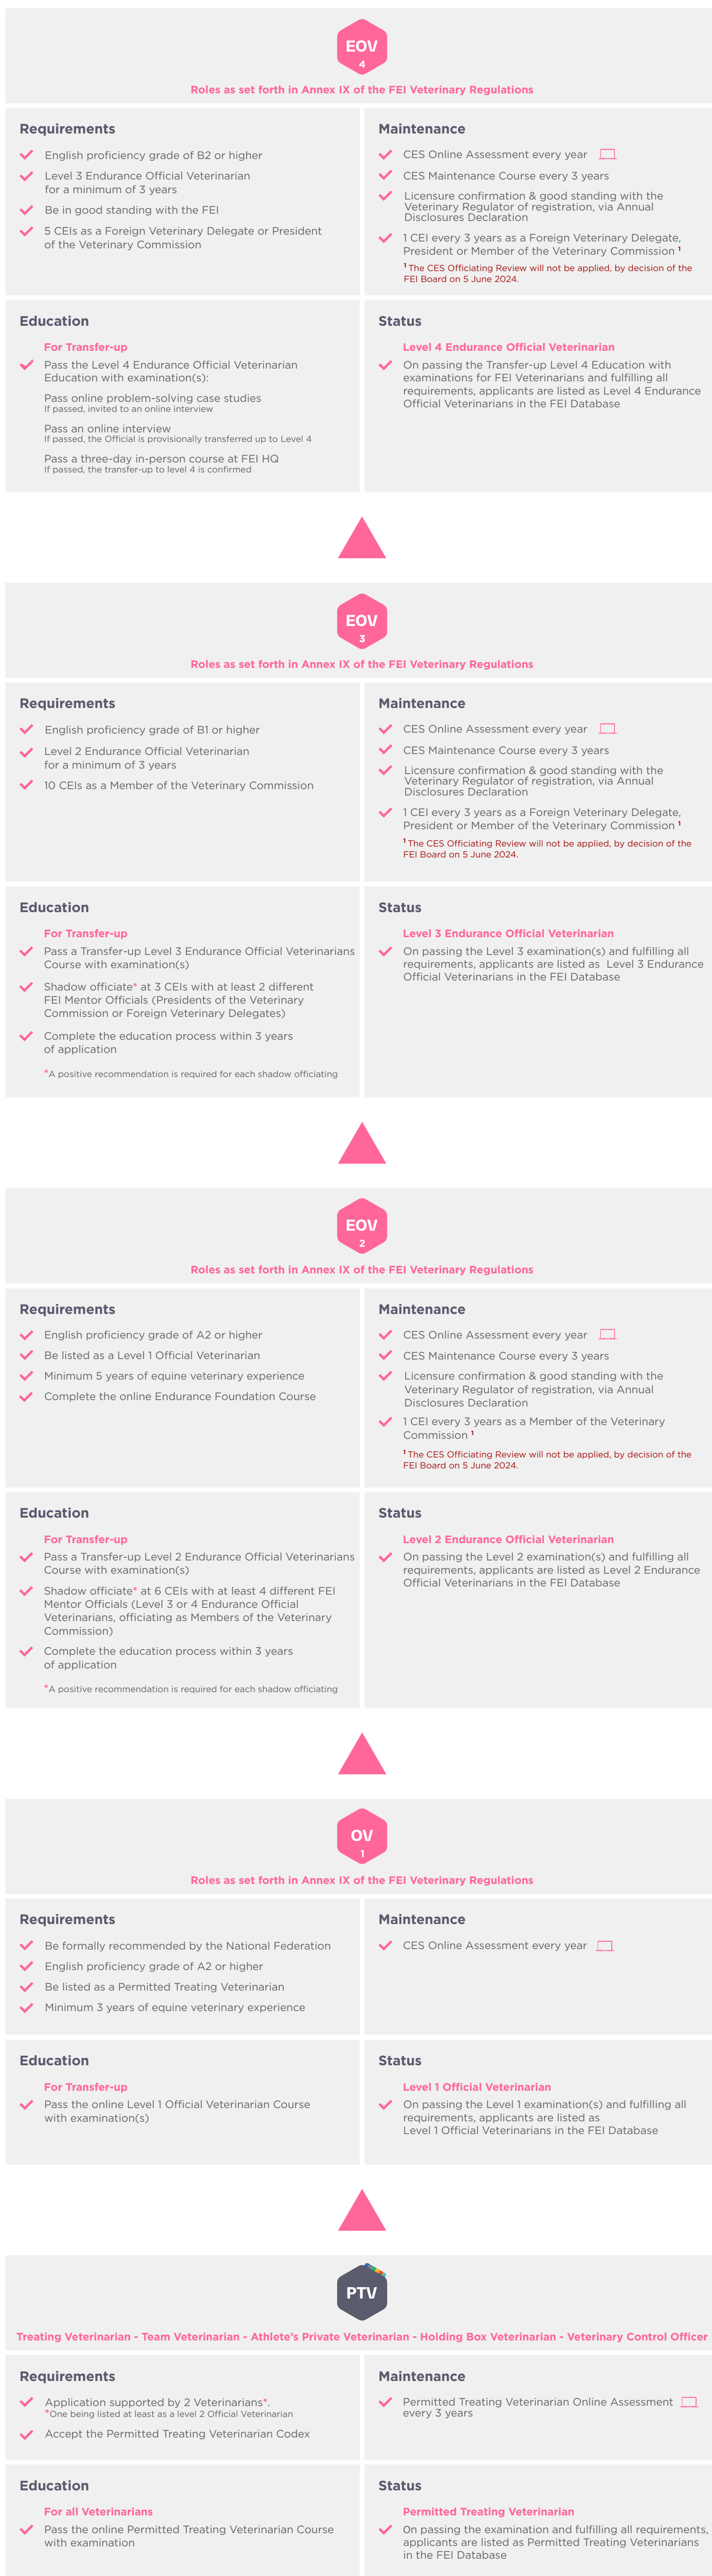 EOV
4
Roles as set forth in Annex IX of the FEI Veterinary Regulations
Requirements
English proficiency grade of B2 or higher
Level 3 Endurance Official Veterinarian
for a minimum of 3 years
Be in good standing with the FEI
5 CEIs as a Foreign Veterinary Delegate or President
of the Veterinary Commission
Maintenance
CES Online Assessment every year
CES Maintenance Course every 3 years
Licensure confirmation & good standing with the
Veterinary Regulator of registration, via Annual
Disclosures Declaration
1 CEI every 3 years as a Foreign Veterinary Delegate,
President or Member of the Veterinary Commission ¹
¹ The CES Officiating Review will not be applied, by decision of the
FEI Board on 5 June 2024.
Education
For Transfer-up
Pass the Level 4 Endurance Official Veterinarian
Education with examination(s):
Pass online problem-solving case studies
If passed, invited to an online interview
Pass an online interview
If passed, the Official is provisionally transferred up to Level 4
Pass a three-day in-person course at FEI HQ
If passed, the transfer-up to level 4 is confirmed
Status
Level 4 Endurance Official Veterinarian
On passing the Transfer-up Level 4 Education with
examinations for FEI Veterinarians and fulfilling all
requirements, applicants are listed as Level 4 Endurance
Official Veterinarians in the FEI Database
EOV
3
Roles as set forth in Annex IX of the FEI Veterinary Regulations
Requirements
English proficiency grade of B1 or higher
Level 2 Endurance Official Veterinarian
for a minimum of 3 years
10 CEIs as a Member of the Veterinary Commission
Maintenance
CES Online Assessment every year
CES Maintenance Course every 3 years
Licensure confirmation & good standing with the
Veterinary Regulator of registration, via Annual
Disclosures Declaration
1 CEI every 3 years as a Foreign Veterinary Delegate,
President or Member of the Veterinary Commission ¹
¹ The CES Officiating Review will not be applied, by decision of the
FEI Board on 5 June 2024.
Education
For Transfer-up
Pass a Transfer-up Level 3 Endurance Official Veterinarians
Course with examination(s)
Shadow officiate* at 3 CEIs with at least 2 different
FEI Mentor Officials (Presidents of the Veterinary
Commission or Foreign Veterinary Delegates)
Complete the education process within 3 years
of application
*A positive recommendation is required for each shadow officiating
Status
Level 3 Endurance Official Veterinarian
On passing the Level 3 examination(s) and fulfilling all
requirements, applicants are listed as Level 3 Endurance
Official Veterinarians in the FEI Database
EOV
2
Roles as set forth in Annex IX of the FEI Veterinary Regulations
Requirements
English proficiency grade of A2 or higher
Be listed as a Level 1 Official Veterinarian
Minimum 5 years of equine veterinary experience
Complete the online Endurance Foundation Course
Maintenance
CES Online Assessment every year
CES Maintenance Course every 3 years
Licensure confirmation & good standing with the
Veterinary Regulator of registration, via Annual
Disclosures Declaration
1 CEI every 3 years as a Member of the Veterinary
Commission ¹
¹ The CES Officiating Review will not be applied, by decision of the
FEI Board on 5 June 2024.
Education
For Transfer-up
Pass a Transfer-up Level 2 Endurance Official Veterinarians
Course with examination(s)
Shadow officiate* at 6 CEIs with at least 4 different FEI
Mentor Officials (Level 3 or 4 Endurance Official
Veterinarians, officiating as Members of the Veterinary
Commission)
Complete the education process within 3 years
of application
*A positive recommendation is required for each shadow officiating
Status
Level 2 Endurance Official Veterinarian
On passing the Level 2 examination(s) and fulfilling all
requirements, applicants are listed as Level 2 Endurance
Official Veterinarians in the FEI Database
OV
1
Roles as set forth in Annex IX of the FEI Veterinary Regulations
Requirements
Be formally recommended by the National Federation
English proficiency grade of A2 or higher
Be listed as a Permitted Treating Veterinarian
Minimum 3 years of equine veterinary experience
Maintenance
CES Online Assessment every year
Education
For Transfer-up
Pass the online Level 1 Official Veterinarian Course
with examination(s)
Status
Level 1 Official Veterinarian
On passing the Level 1 examination(s) and fulfilling all
requirements, applicants are listed as
Level 1 Official Veterinarians in the FEI Database
PTV
Treating Veterinarian - Team Veterinarian - Athlete's Private Veterinarian - Holding Box Veterinarian - Veterinary Control Officer
Requirements
Application supported by 2 Veterinarians*.
*One being listed at least as a level 2 Official Veterinarian
Accept the Permitted Treating Veterinarian Codex
Maintenance
Permitted Treating Veterinarian Online Assessment
every 3 years
Education
For all Veterinarians
Pass the online Permitted Treating Veterinarian Course
with examination
Status
Permitted Treating Veterinarian
On passing the examination and fulfilling all requirements,
applicants are listed as Permitted Treating Veterinarians
in the FEI Database